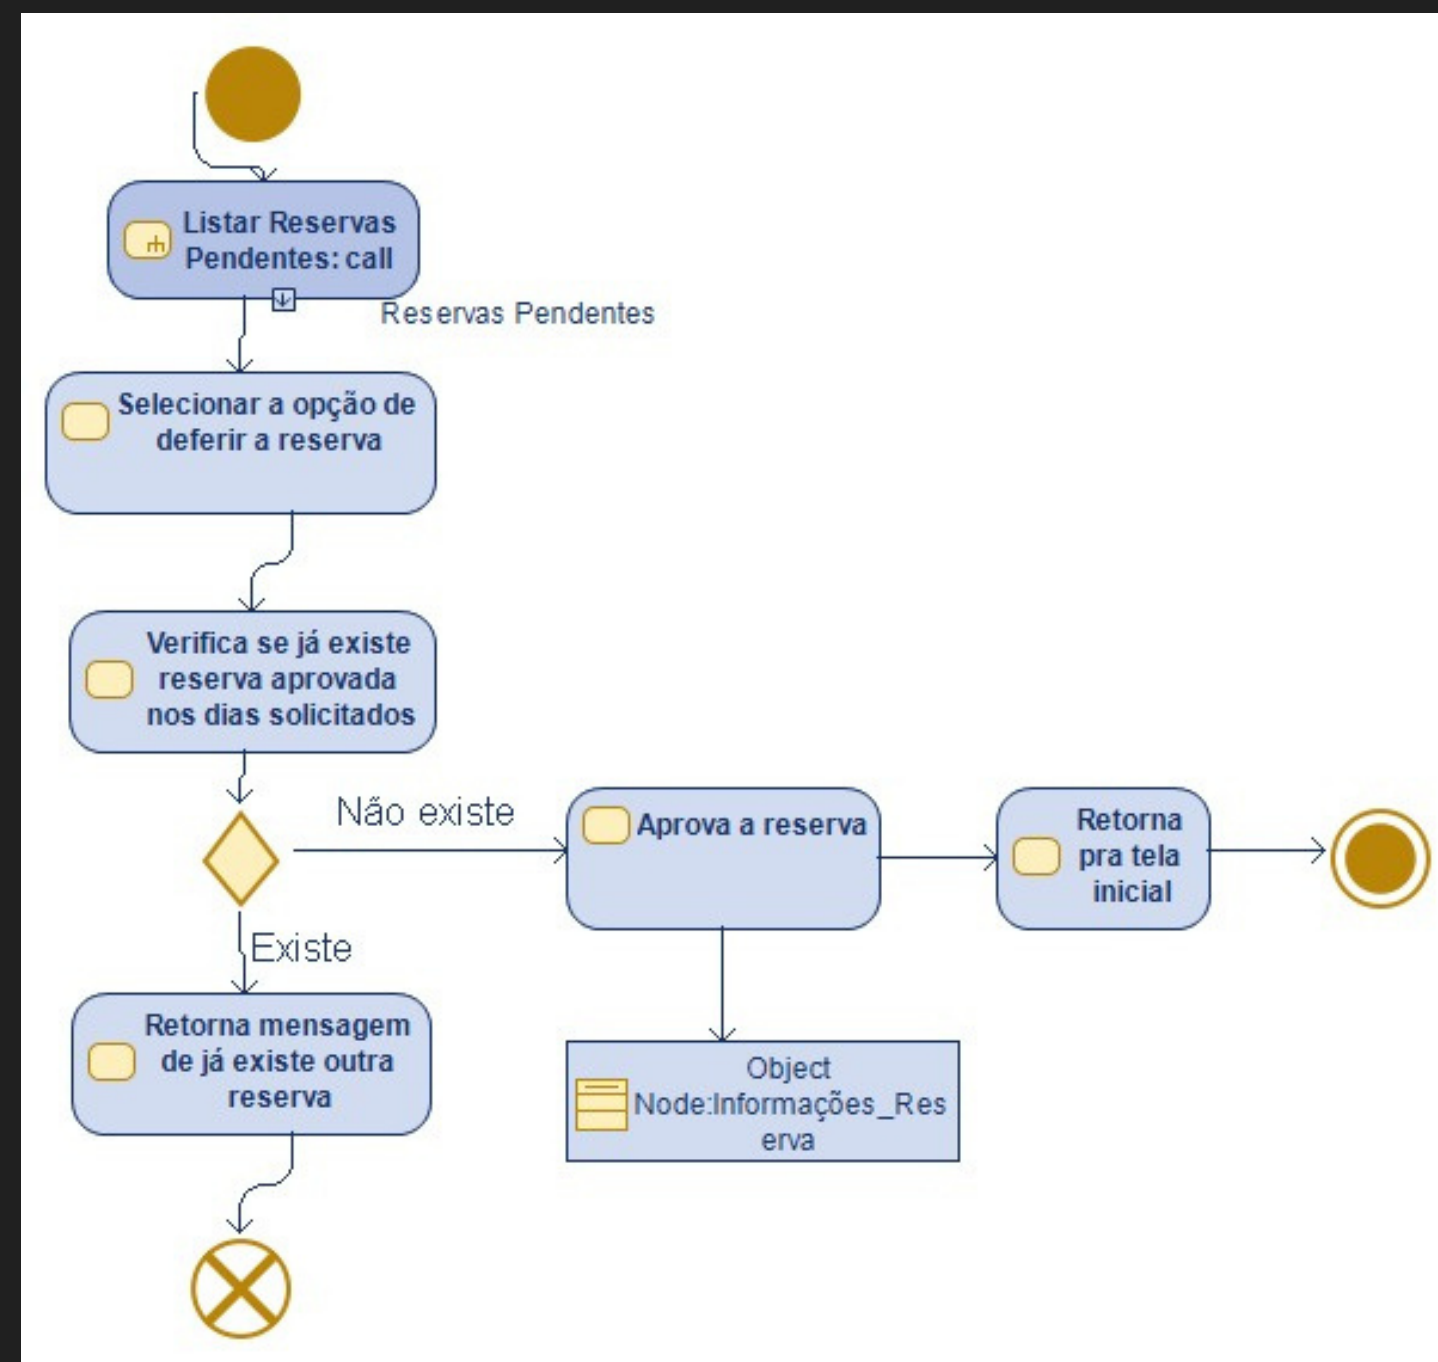 Listar Reservas
Pendentes: call
Reservas Pendentes
Selecionar a opção de
deferir a reserva
Verifica se já existe
reserva aprovada
nos dias solicitados
Não existe
Aprova a reserva
Retorna
pra tela
inicial
Existe
Retorna mensagem
de já existe outra
reserva
Object
Node:Informações_Res
erva